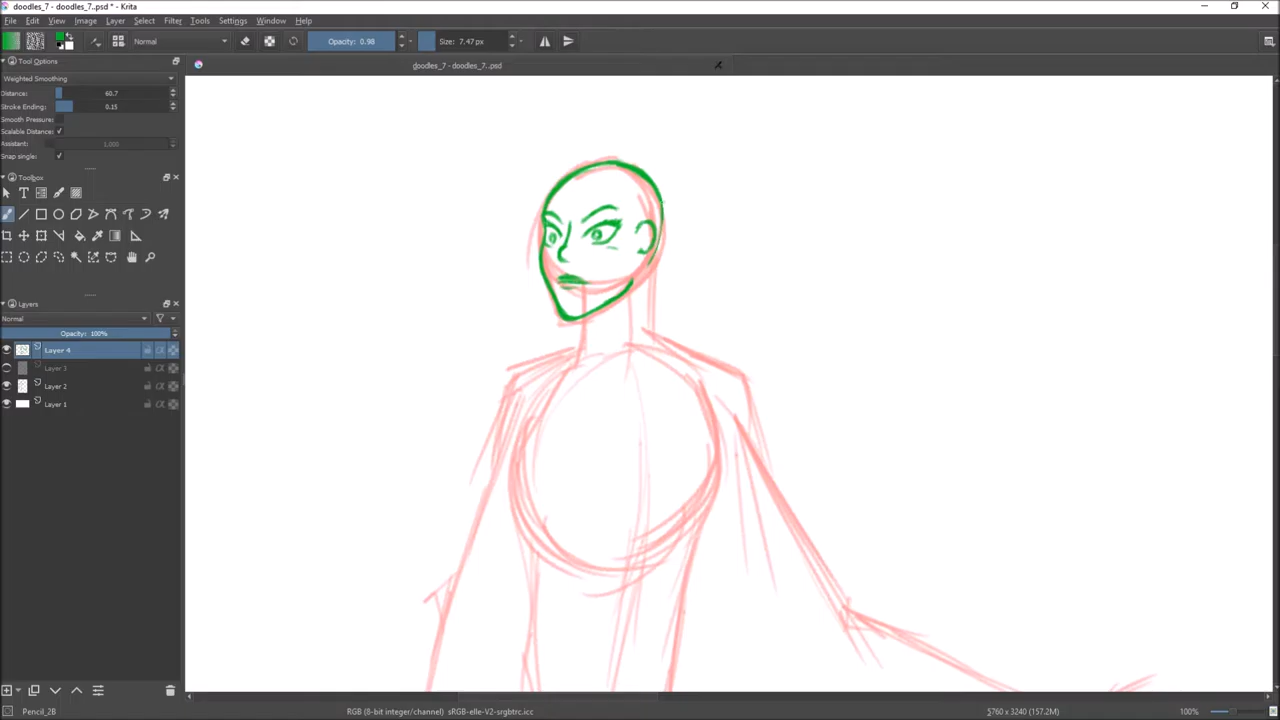 doodles_7 - doodles_7..psd * - Krita
File Edit View Image Layer Select Filter Tools Settings Window Help
Normal Opacity: 0.98 Size: 7.47 px
Tool Options
doodles_7 - doodles_7..psd
Weighted Smoothing
Distance: 60.7
Stroke Ending: 0.15
Smooth Pressure:
Scalable Distance:
Assistant: 1.000
Snap single:
Toolbox
Layers
Normal
Opacity: 100%
Layer 4
Layer 3
Layer 2
Layer 1
Pencil_2B RGB (8-bit integer/channel) sRGB-elle-V2-srgbtrc.icc 5760 x 3240 (157.2M) 100%